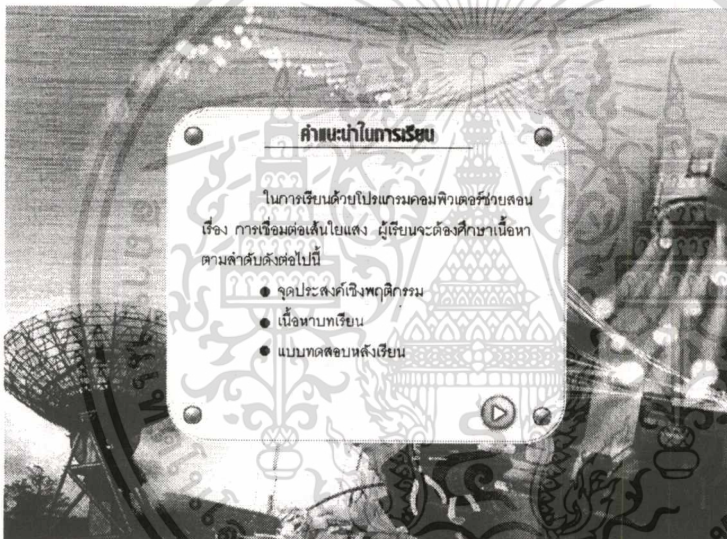 คำแนะนำในการเรียน
ในการเรียนด้วยโปรแกรมคอมพิวเตอร์ช่วยสอน
เรื่อง การเชื่อมต่อเส้นใยแสง ผู้เรียนจะต้องศึกษาเนื้อหา
ตามลำดับดังต่อไปนี้
● จุดประสงค์เชิงพฤติกรรม
● เนื้อหาบทเรียน
● แบบทดสอบหลังเรียน